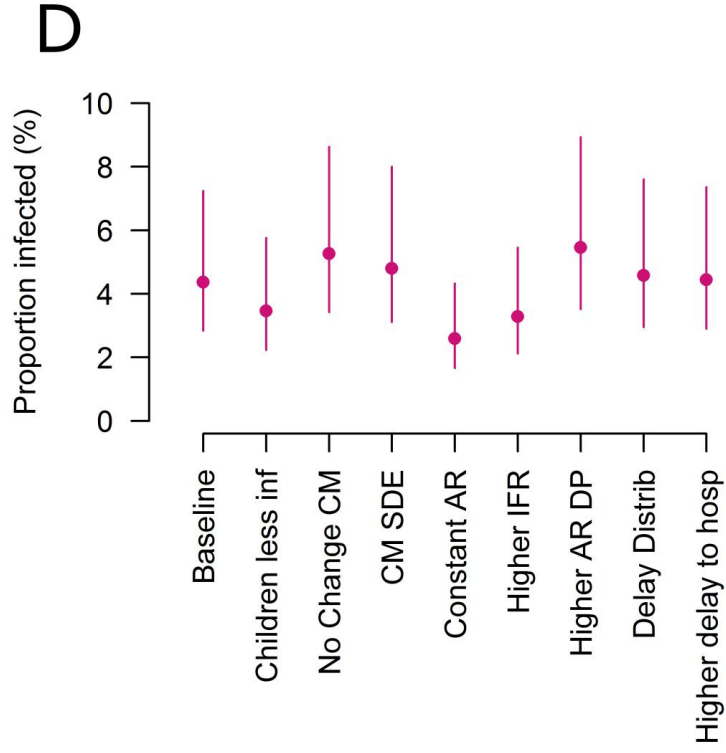 D
Proportion infected (%)
10
8
6
4
2
0
Baseline
Children less inf
No Change CM
CM SDE
Constant AR
Higher IFR
Higher AR DP
Delay Distrib
Higher delay to hosp